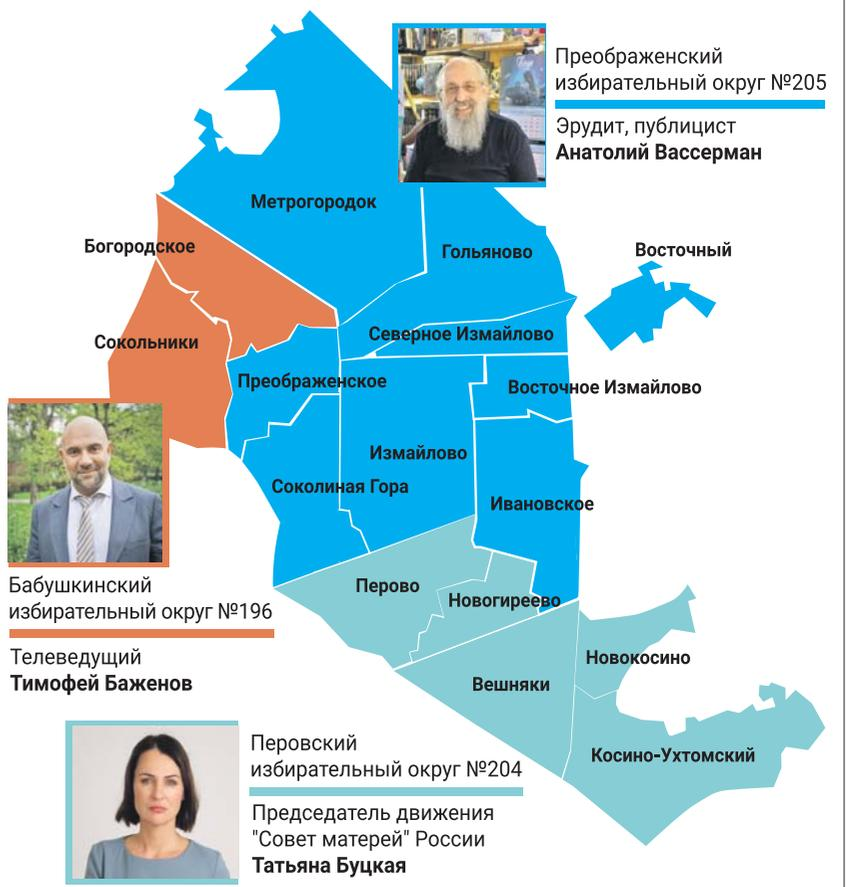 Преображенский
избирательный округ №205
Эрудит, публицист
Анатолий Вассерман
Метрогородок
Богородское
Гольяново
Восточный
Сокольники
Северное Измайлово
Преображенское
Восточное Измайлово
Измайлово
Соколиная Гора
Ивановское
Перово
Новогиреево
Бабушкинский
избирательный округ №196
Телеведущий
Тимофей Баженов
Вешняки
Новокосино
Косино-Ухтомский
Перовский
избирательный округ №204
Председатель движения
"Совет матерей" России
Татьяна Буцкая